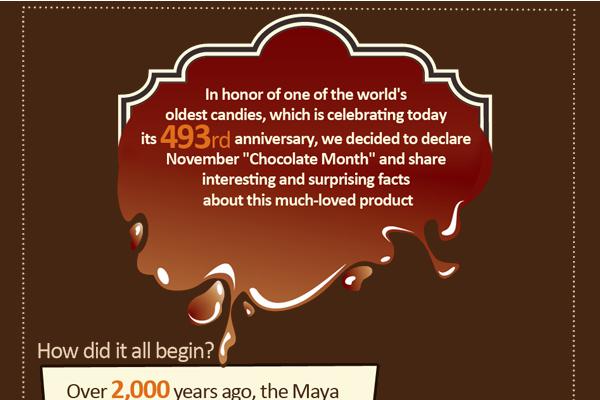 In honor of one of the world's
oldest candies, which is celebrating today
its 493rd anniversary, we decided to declare
November "Chocolate Month" and share
interesting and surprising facts
about this much-loved product
How did it all begin?
Over 2,000 years ago, the Maya